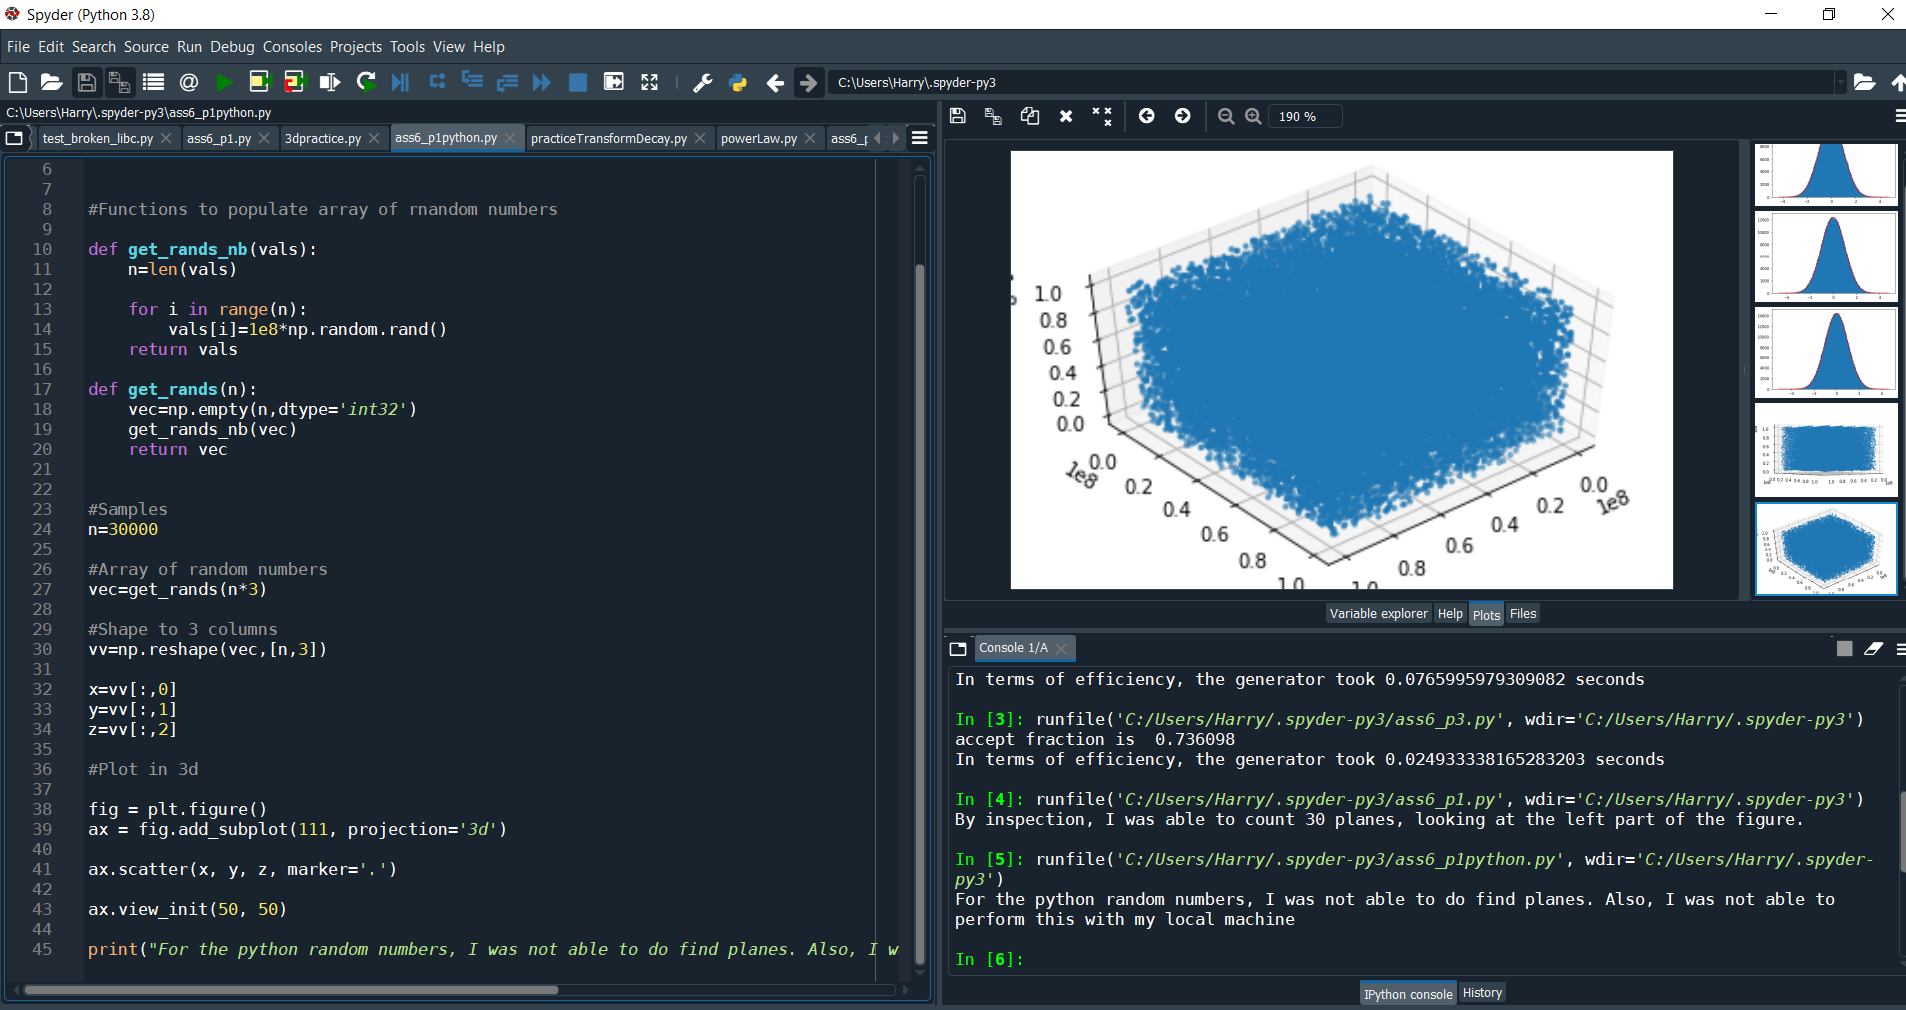 Spyder (Python 3.8)
File Edit Search Source Run Debug Consoles Projects Tools View Help
C:\Users\Harry\.spyder-py3
C:\Users\Harry\.spyder-py3\ass6_p1python.py
test_broken_libc.py ass6_p1.py 3dpractice.py ass6_p1python.py practiceTransformDecay.py powerLaw.py ass6_p
6
7
8 #Functions to populate array of rnandom numbers
9
10 def get_rands_nb(vals):
11 n=len(vals)
12
13 for i in range(n):
14 vals[i]=1e8*np.random.rand()
15 return vals
16
17 def get_rands(n):
18 vec=np.empty(n,dtype='int32')
19 get_rands_nb(vec)
20 return vec
21
22
23 #Samples
24 n=30000
25
26 #Array of random numbers
27 vec=get_rands(n*3)
28
29 #Shape to 3 columns
30 vv=np.reshape(vec,[n,3])
31
32 x=vv[:,0]
33 y=vv[:,1]
34 z=vv[:,2]
35
36 #Plot in 3d
37
38 fig = plt.figure()
39 ax = fig.add_subplot(111, projection='3d')
40
41 ax.scatter(x, y, z, marker='.')
42
43 ax.view_init(50, 50)
44
45 print("For the python random numbers, I was not able to do find planes. Also, I w
190 %
1.0
0.8
0.6
0.4
0.2
0.0
1e8
0.0
0.2
0.4
0.6
0.8
1.0
1.0
0.8
0.6
0.4
0.2
0.0
1e8
Variable explorer Help Plots Files
Console 1/A
In terms of efficiency, the generator took 0.0765995979309082 seconds
In [3]: runfile('C:/Users/Harry/.spyder-py3/ass6_p3.py', wdir='C:/Users/Harry/.spyder-py3')
accept fraction is  0.736098
In terms of efficiency, the generator took 0.024933338165283203 seconds
In [4]: runfile('C:/Users/Harry/.spyder-py3/ass6_p1.py', wdir='C:/Users/Harry/.spyder-py3')
By inspection, I was able to count 30 planes, looking at the left part of the figure.
In [5]: runfile('C:/Users/Harry/.spyder-py3/ass6_p1python.py', wdir='C:/Users/Harry/.spyder-
py3')
For the python random numbers, I was not able to do find planes. Also, I was not able to
perform this with my local machine
In [6]:
IPython console History